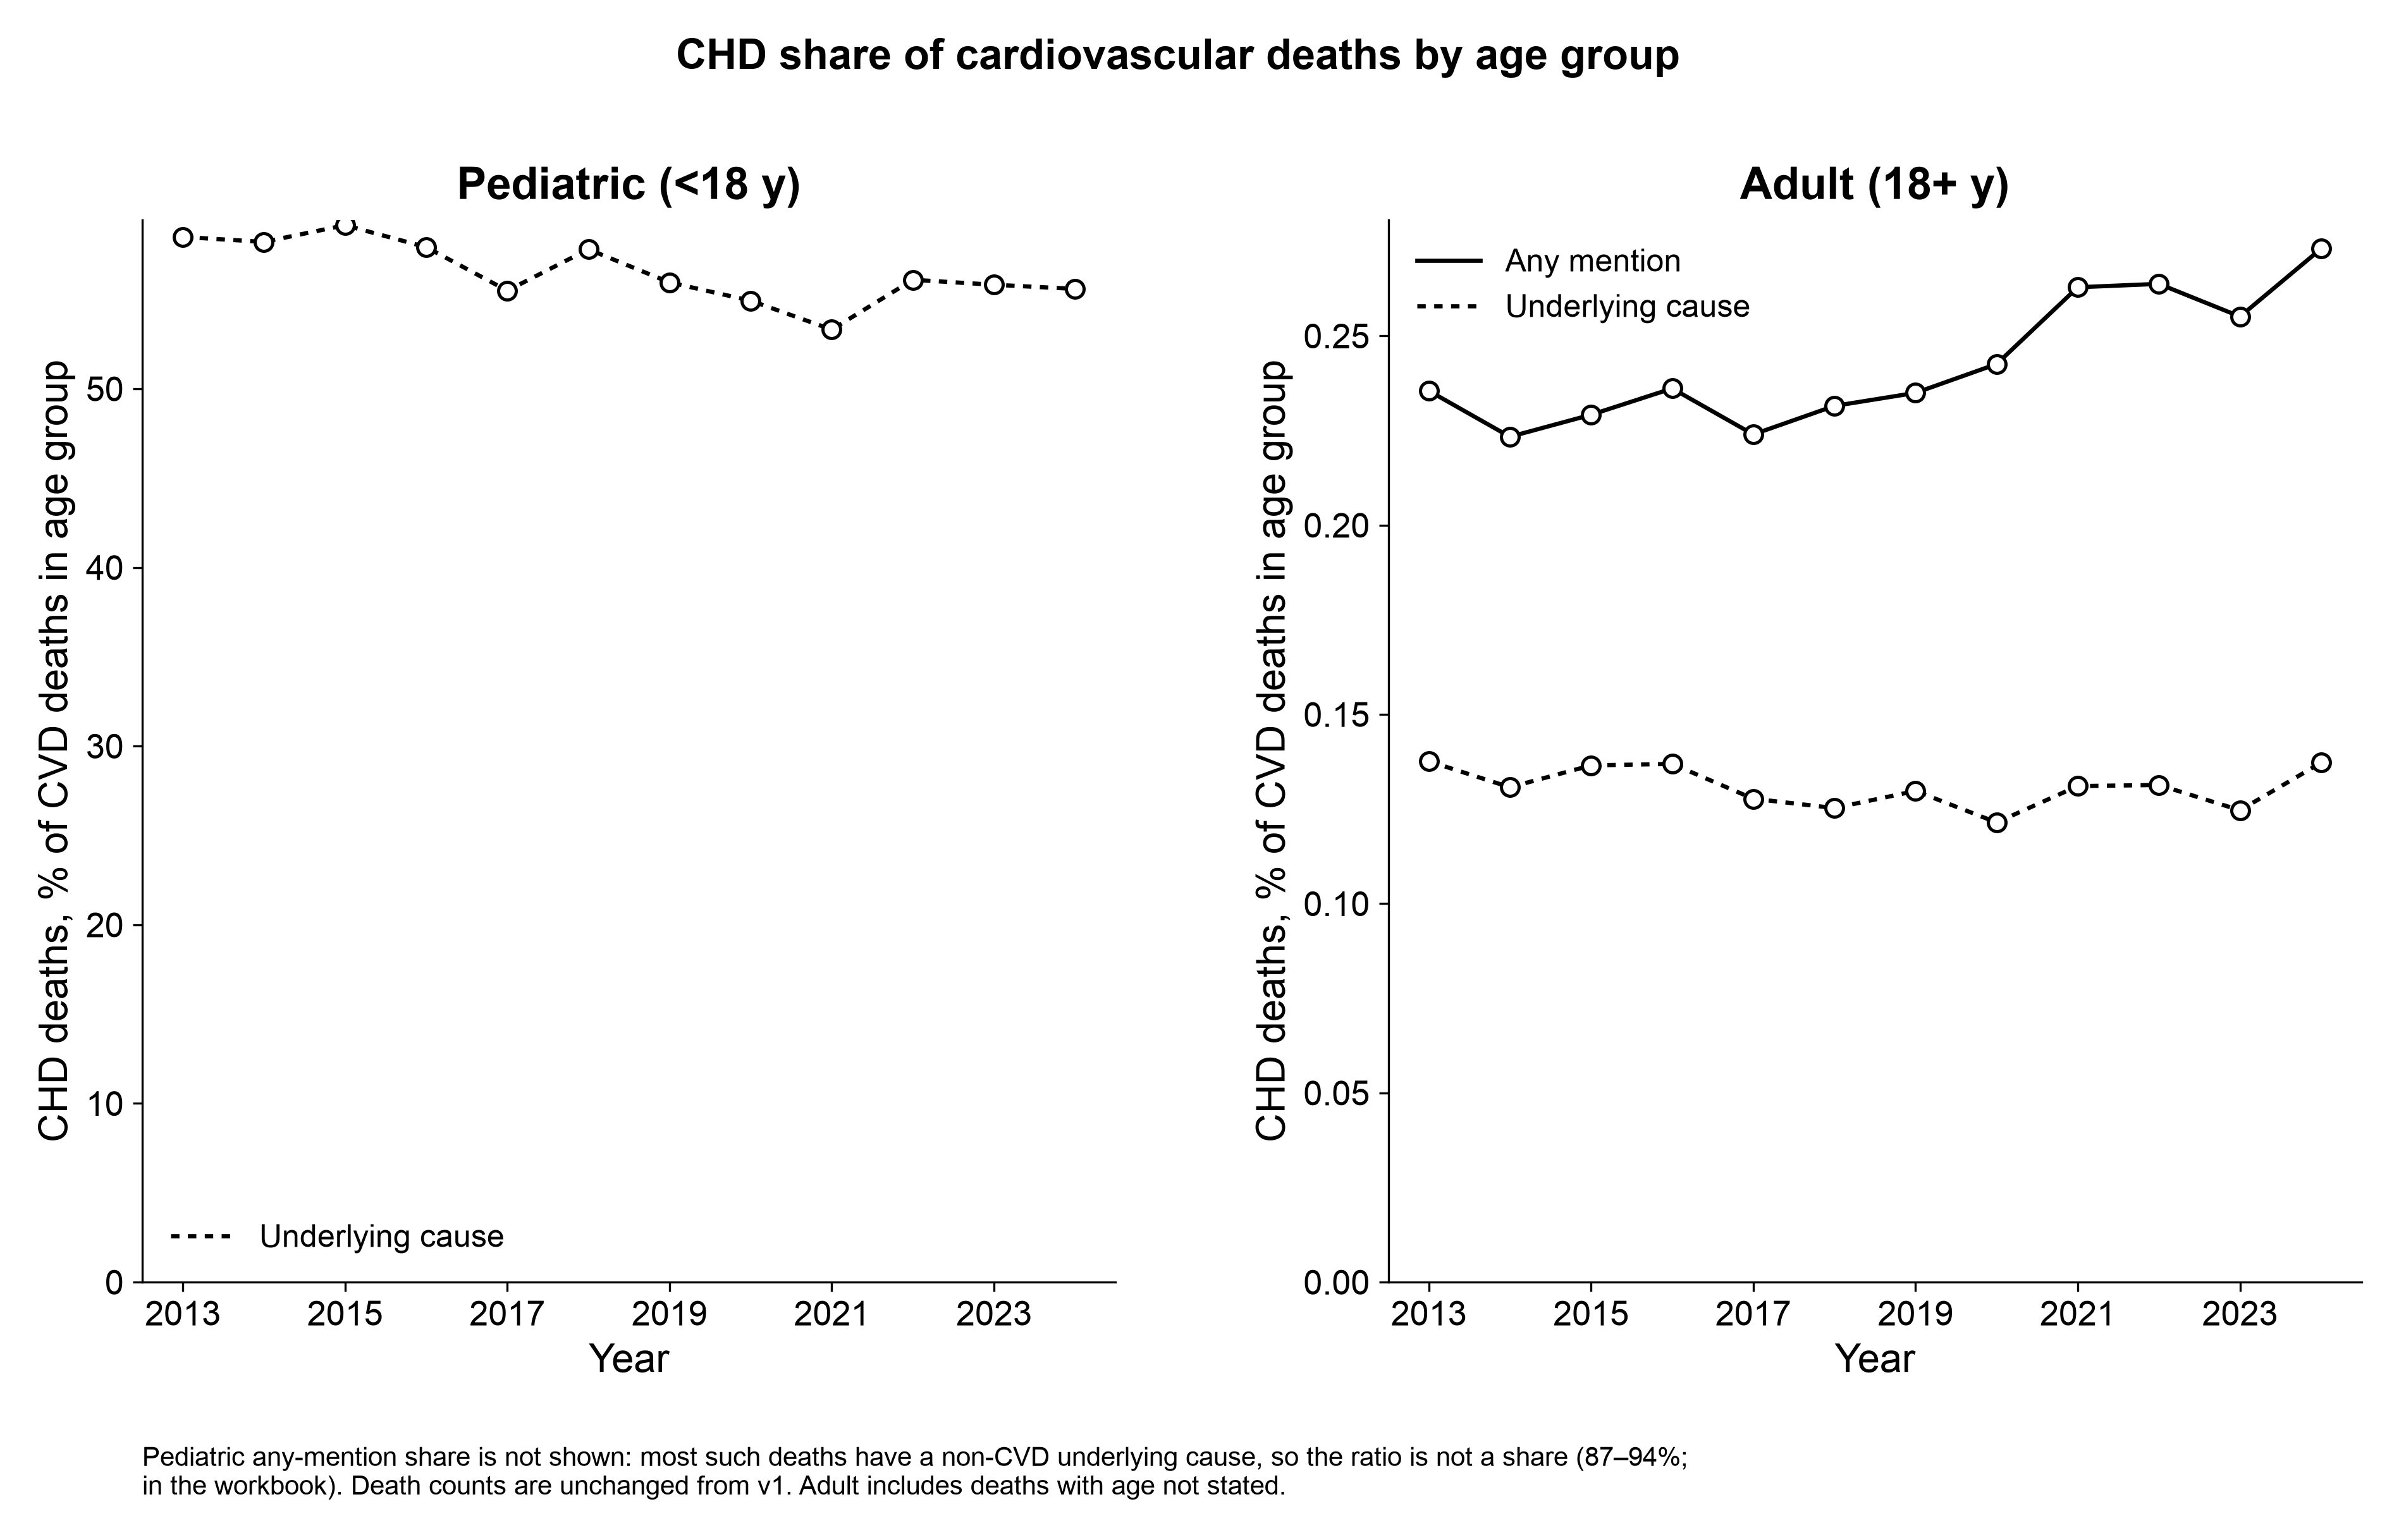 CHD share of cardiovascular deaths by age group
Pediatric (<18 y)
CHD deaths, % of CVD deaths in age group
50
40
30
20
10
0
Underlying cause
2013
2015
2017
2019
2021
2023
Year
Adult (18+ y)
CHD deaths, % of CVD deaths in age group
Any mention
Underlying cause
0.25
0.20
0.15
0.10
0.05
0.00
2013
2015
2017
2019
2021
2023
Year
Pediatric any-mention share is not shown: most such deaths have a non-CVD underlying cause, so the ratio is not a share (87–94%;
in the workbook). Death counts are unchanged from v1. Adult includes deaths with age not stated.